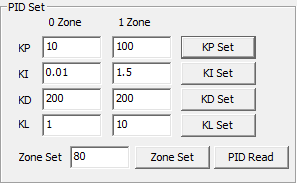 PID Set
0 Zone 1 Zone
KP 10 100 KP Set
KI 0.01 1.5 KI Set
KD 200 200 KD Set
KL 1 10 KL Set
Zone Set 80 Zone Set PID Read